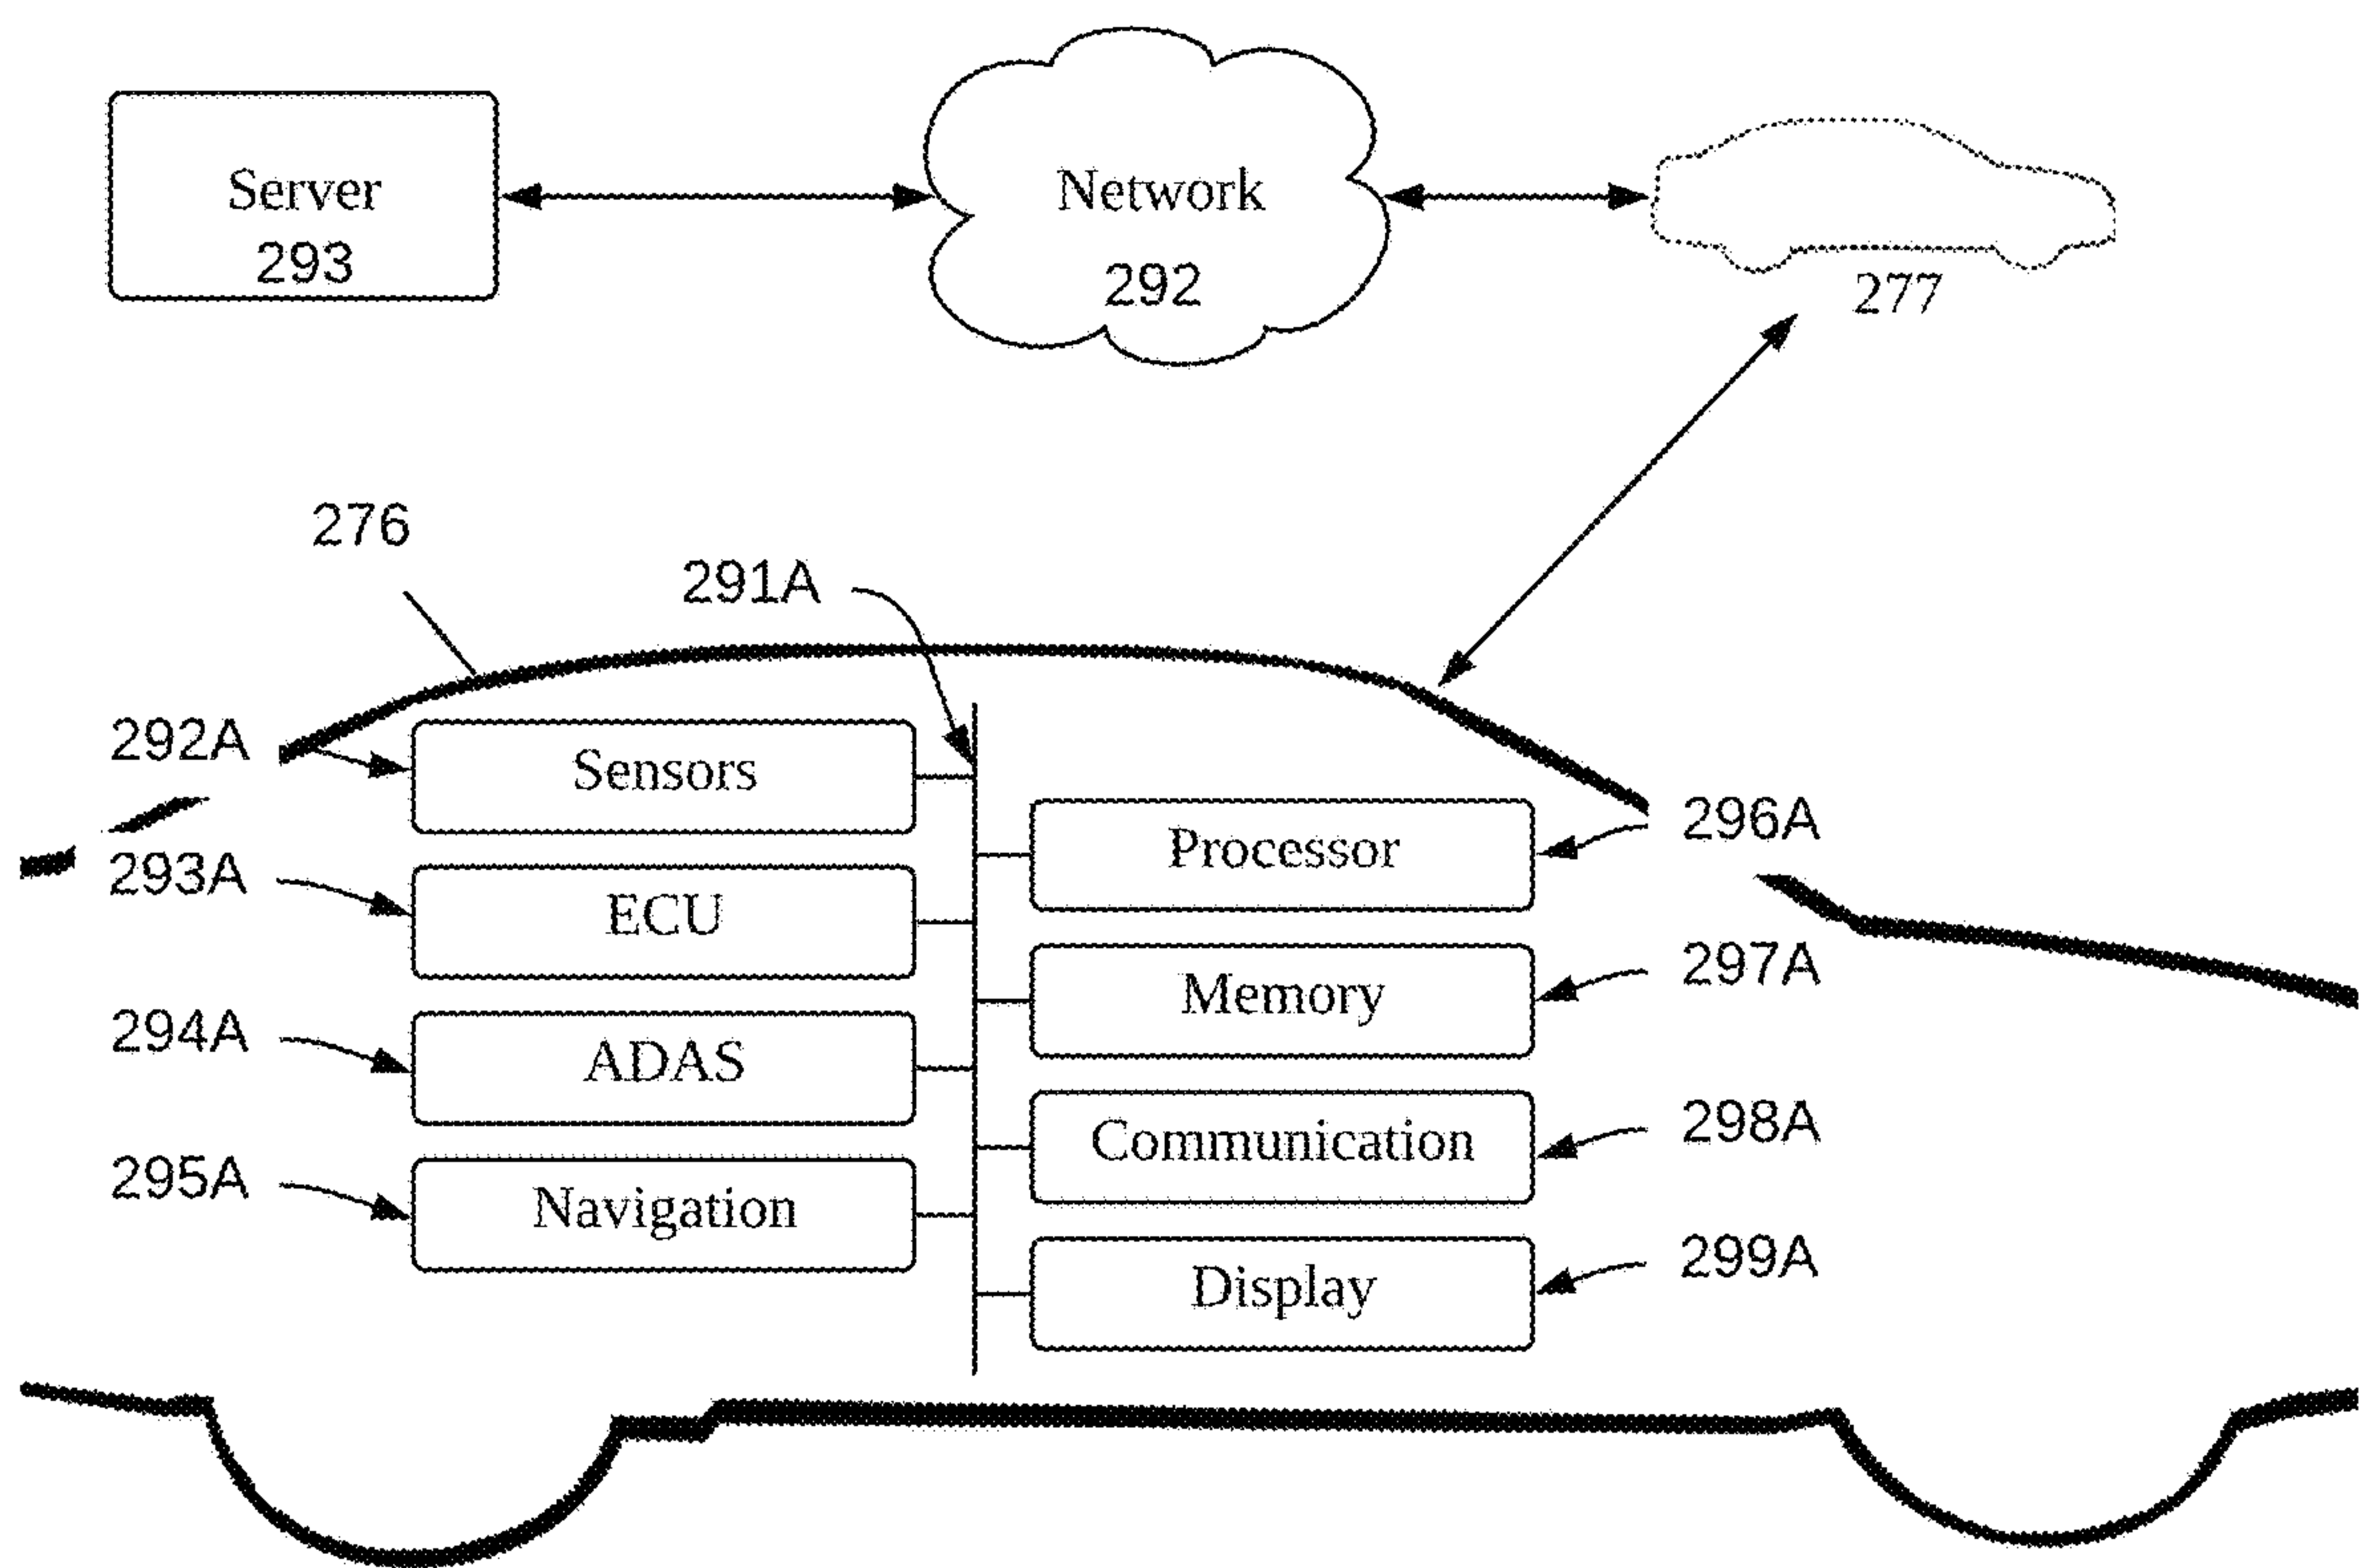 Server
293
Network
292
277
276
291A
292A
Sensors
Processor
296A
293A
ECU
Memory
297A
294A
ADAS
Communication
298A
295A
Navigation
Display
299A